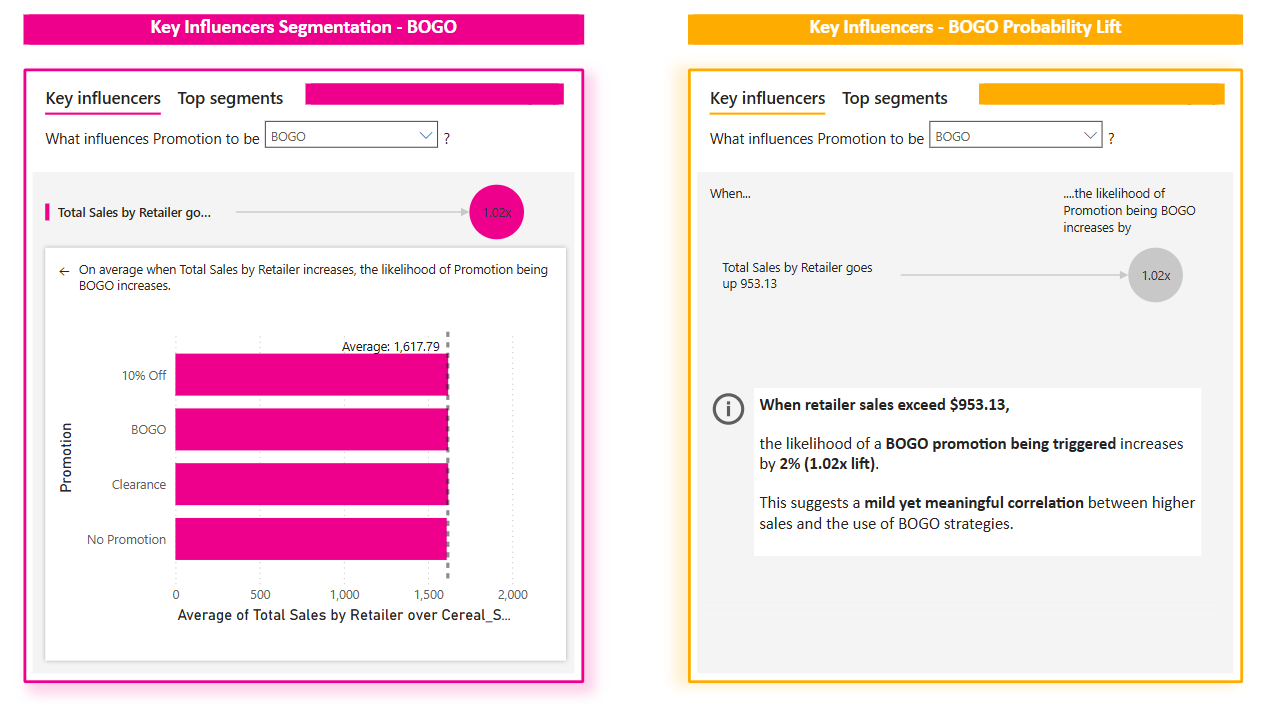 Key Influencers Segmentation - BOGO
Key influencers Top segments
What influences Promotion to be BOGO ?
Total Sales by Retailer go...
1.02x
← On average when Total Sales by Retailer increases, the likelihood of Promotion being
BOGO increases.
Average: 1,617.79
Promotion
10% Off
BOGO
Clearance
No Promotion
0 500 1,000 1,500 2,000
Average of Total Sales by Retailer over Cereal_S...
Key Influencers - BOGO Probability Lift
Key influencers Top segments
What influences Promotion to be BOGO ?
When...
....the likelihood of
Promotion being BOGO
increases by
Total Sales by Retailer goes
up 953.13
1.02x
When retailer sales exceed $953.13,
the likelihood of a BOGO promotion being triggered increases
by 2% (1.02x lift).
This suggests a mild yet meaningful correlation between higher
sales and the use of BOGO strategies.